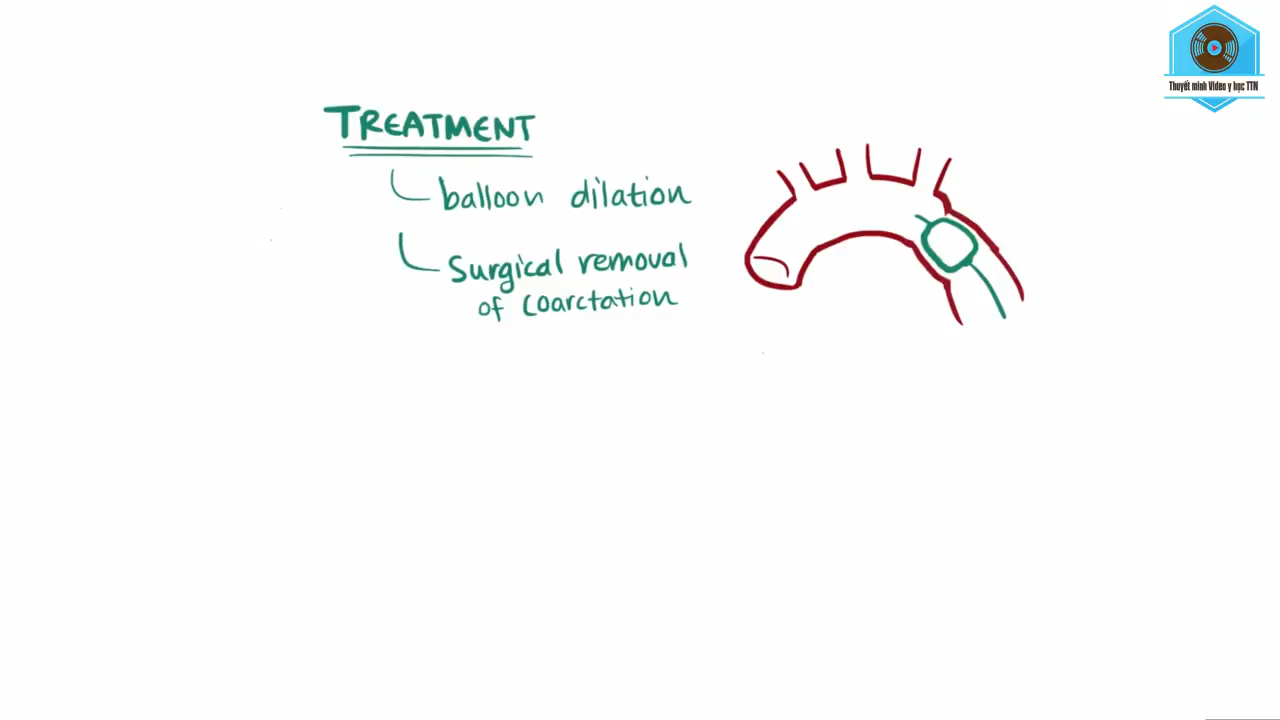 Thuyết minh Video y học TTN
TREATMENT
balloon dilation
Surgical removal
of coarctation